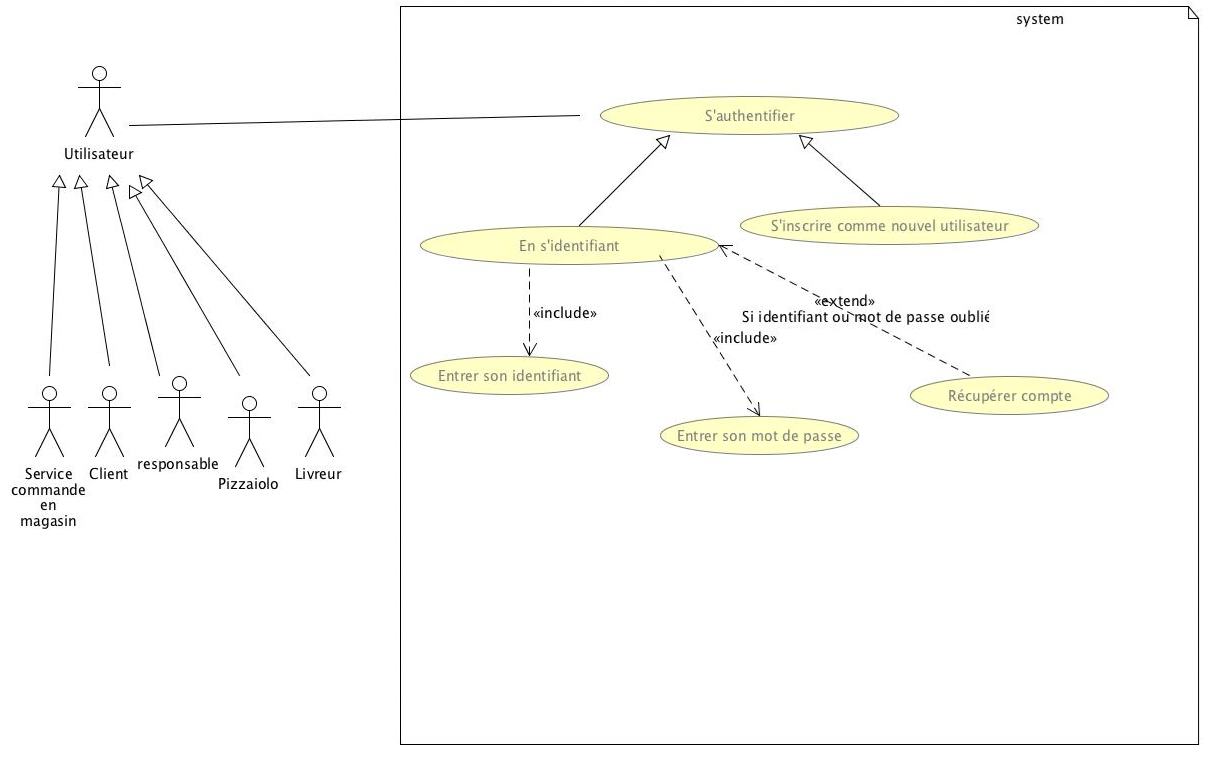 system
Utilisateur
S'authentifier
S'inscrire comme nouvel utilisateur
En s'identifiant
«extend»
Si identifiant ou mot de passe oublié
«include»
«include»
Entrer son identifiant
Récupérer compte
Entrer son mot de passe
Service
commande
en
magasin
Client
responsable
Pizzaiolo
Livreur